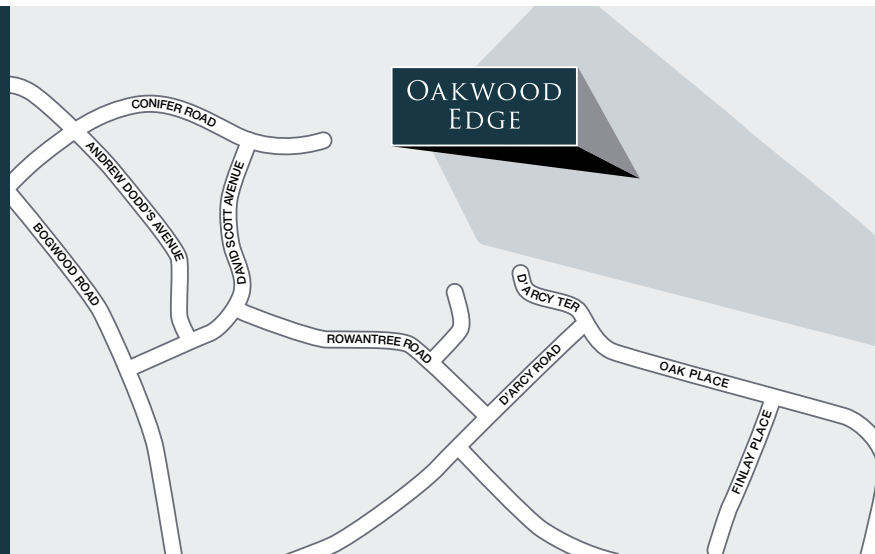 OAKWOOD
EDGE
CONIFER ROAD
ANDREW DODD'S AVENUE
DAVID SCOTT AVENUE
BOGWOOD ROAD
D'ARCY TER
ROWANTREE ROAD
D'ARCY ROAD
OAK PLACE
FINLAY PLACE